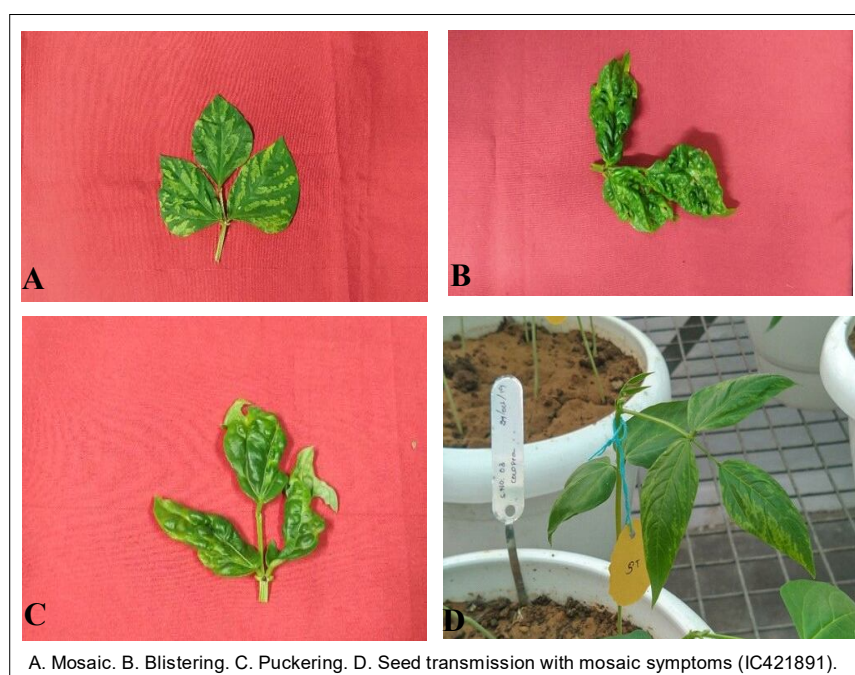 A
B
C
D
A. Mosaic. B. Blistering. C. Puckering. D. Seed transmission with mosaic symptoms (IC421891).